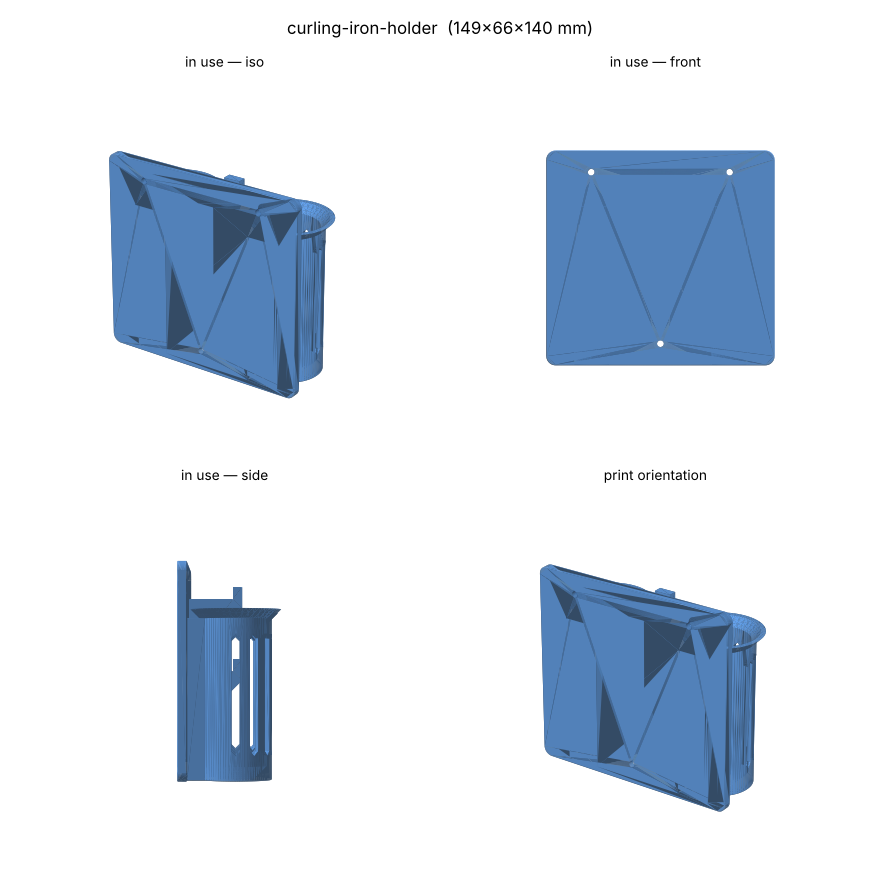 curling-iron-holder (149×66×140 mm)
in use — iso
in use — front
in use — side
print orientation